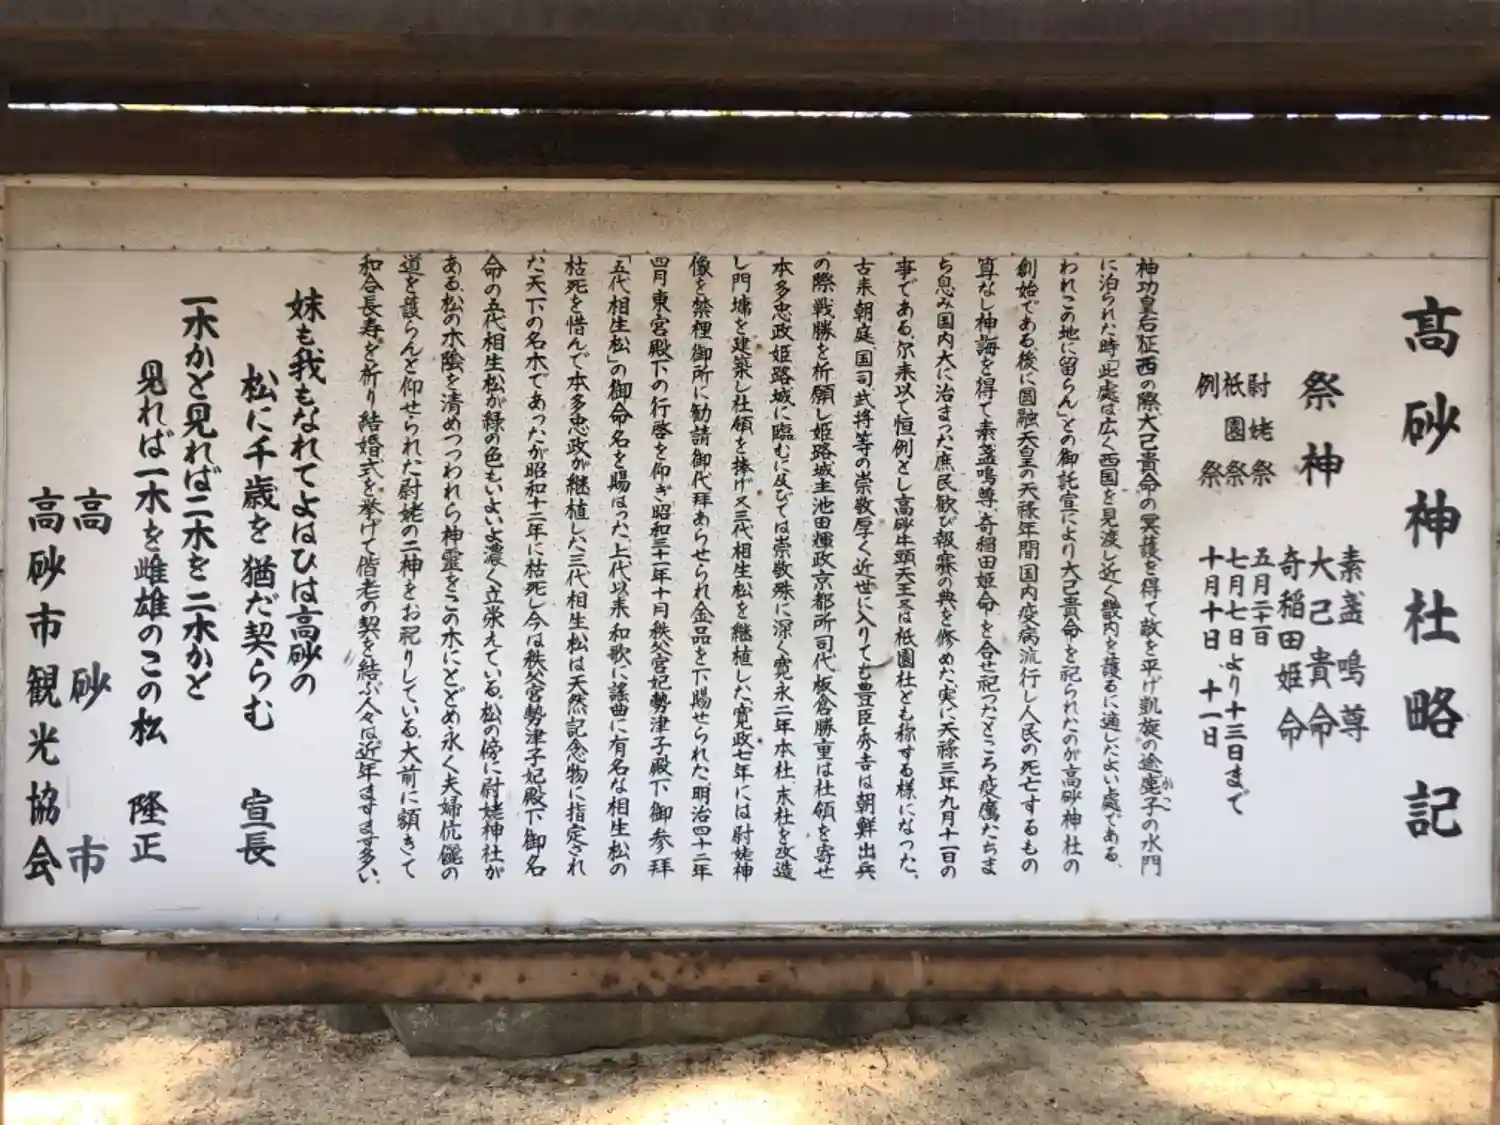 高砂神社略記
祭神
素盞鳴尊
大己貴命
奇稲田姫命
尉姥祭 五月二十一日
祇園祭 七月七日より十三日まで
例祭 十月十日、十一日
神功皇后征西の際大己貴命の冥護を得て敵を平げ凱旋の途鹿子の水門
かこ
に泊られた時「此處は広く西国を見渡し近く畿内を護るに適したよい處である、
われこの地に留らん」との御託宣により大己貴命を祀られたのが高砂神社の
創始である、後に圓融天皇の天祿年間国内疫病流行し人民の死亡するもの
算なし神誨を得て素盞鳴尊、奇稲田姫命を合せ祀つたところ疫癘たちま
ち息み国内大に治まつた庶民歓び報賽の典を修めた、実に天祿三年九月十一日の
事である、尓来以て恒例とし高砂牛頭天王又は祇園社とも称する様になつた。
古来朝庭、国司、武将等の崇敬厚く近世に入りても豊臣秀吉は朝鮮出兵
の際戦勝を祈願し姫路城主池田輝政京都所司代板倉勝重は社領を寄せ
本多忠政姫路城に臨むに及びては崇敬殊に深く寛永二年本社、末社を改造
し門墉を建築し社領を捧げ又三代相生松を継植した、寛政七年には尉姥神
像を禁裡御所に勧請御代拜あらせられ金品を下賜せられた、明治四十二年
四月東宮殿下の行啓を仰ぎ昭和三十一年十月秩父宮妃勢津子殿下御参拜
「五代相生松」の御命名を賜はつた、上代以来和歌に謡曲に有名な相生松の
枯死を惜んで本多忠政が継植した三代相生松は天然記念物に指定され
た天下の名木であつたが昭和十二年に枯死し今は秩父宮勢津子妃殿下御名
命の五代相生松が緑の色もいよいよ濃く立栄えている、松の傍に尉姥神社が
ある、松の木陰を清めつつわれら神霊をこの木にとどめ永く夫婦伉儷の
道を護らんと仰せられた尉姥の二神をお祀りしている、大前に額きて
和合長寿を祈り結婚式を挙げて偕老の契を結ぶ人々は近年ますます多い。
妹も我もなれてよはひは高砂の
松に千歳を猶だ契らむ 宣長
一木かと見れば二木を二木かと
見れば一木を雌雄のこの松 隆正
高砂市
高砂市観光協会